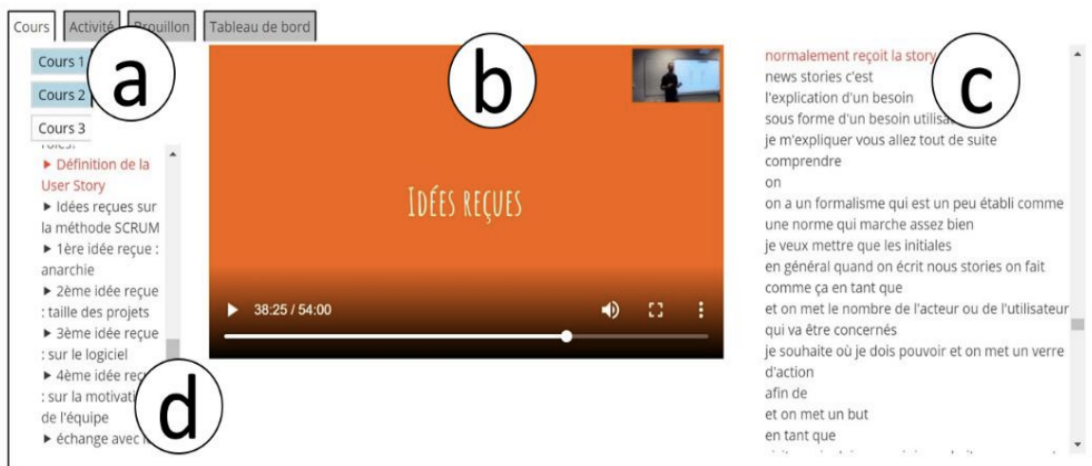 Cours Activité Brouillon Tableau de bord
a
b
c
d
Cours 1
Cours 2
Cours 3
rôles.
▶ Définition de la
User Story
▶ Idées reçues sur
la méthode SCRUM
▶ 1ère idée reçue :
anarchie
▶ 2ème idée reçue
: taille des projets
▶ 3ème idée reçue
: sur le logiciel
▶ 4ème idée
: sur la
de l'équipe
▶ échange avec
IDÉES REÇUES
38:25 / 54:00
normalement reçoit la story
news stories c'est
l'explication d'un besoin
sous forme d'un besoin
je m'expliquer vous allez tout de suite
comprendre
on
on a un formalisme qui est un peu établi comme
une norme qui marche assez bien
je veux mettre que les initiales
en général quand on écrit nous stories on fait
comme ça en tant que
et on met le nombre de l'acteur ou de l'utilisateur
qui va être concernés
je souhaite où je dois pouvoir et on met un verre
d'action
afin de
et on met un but
en tant que